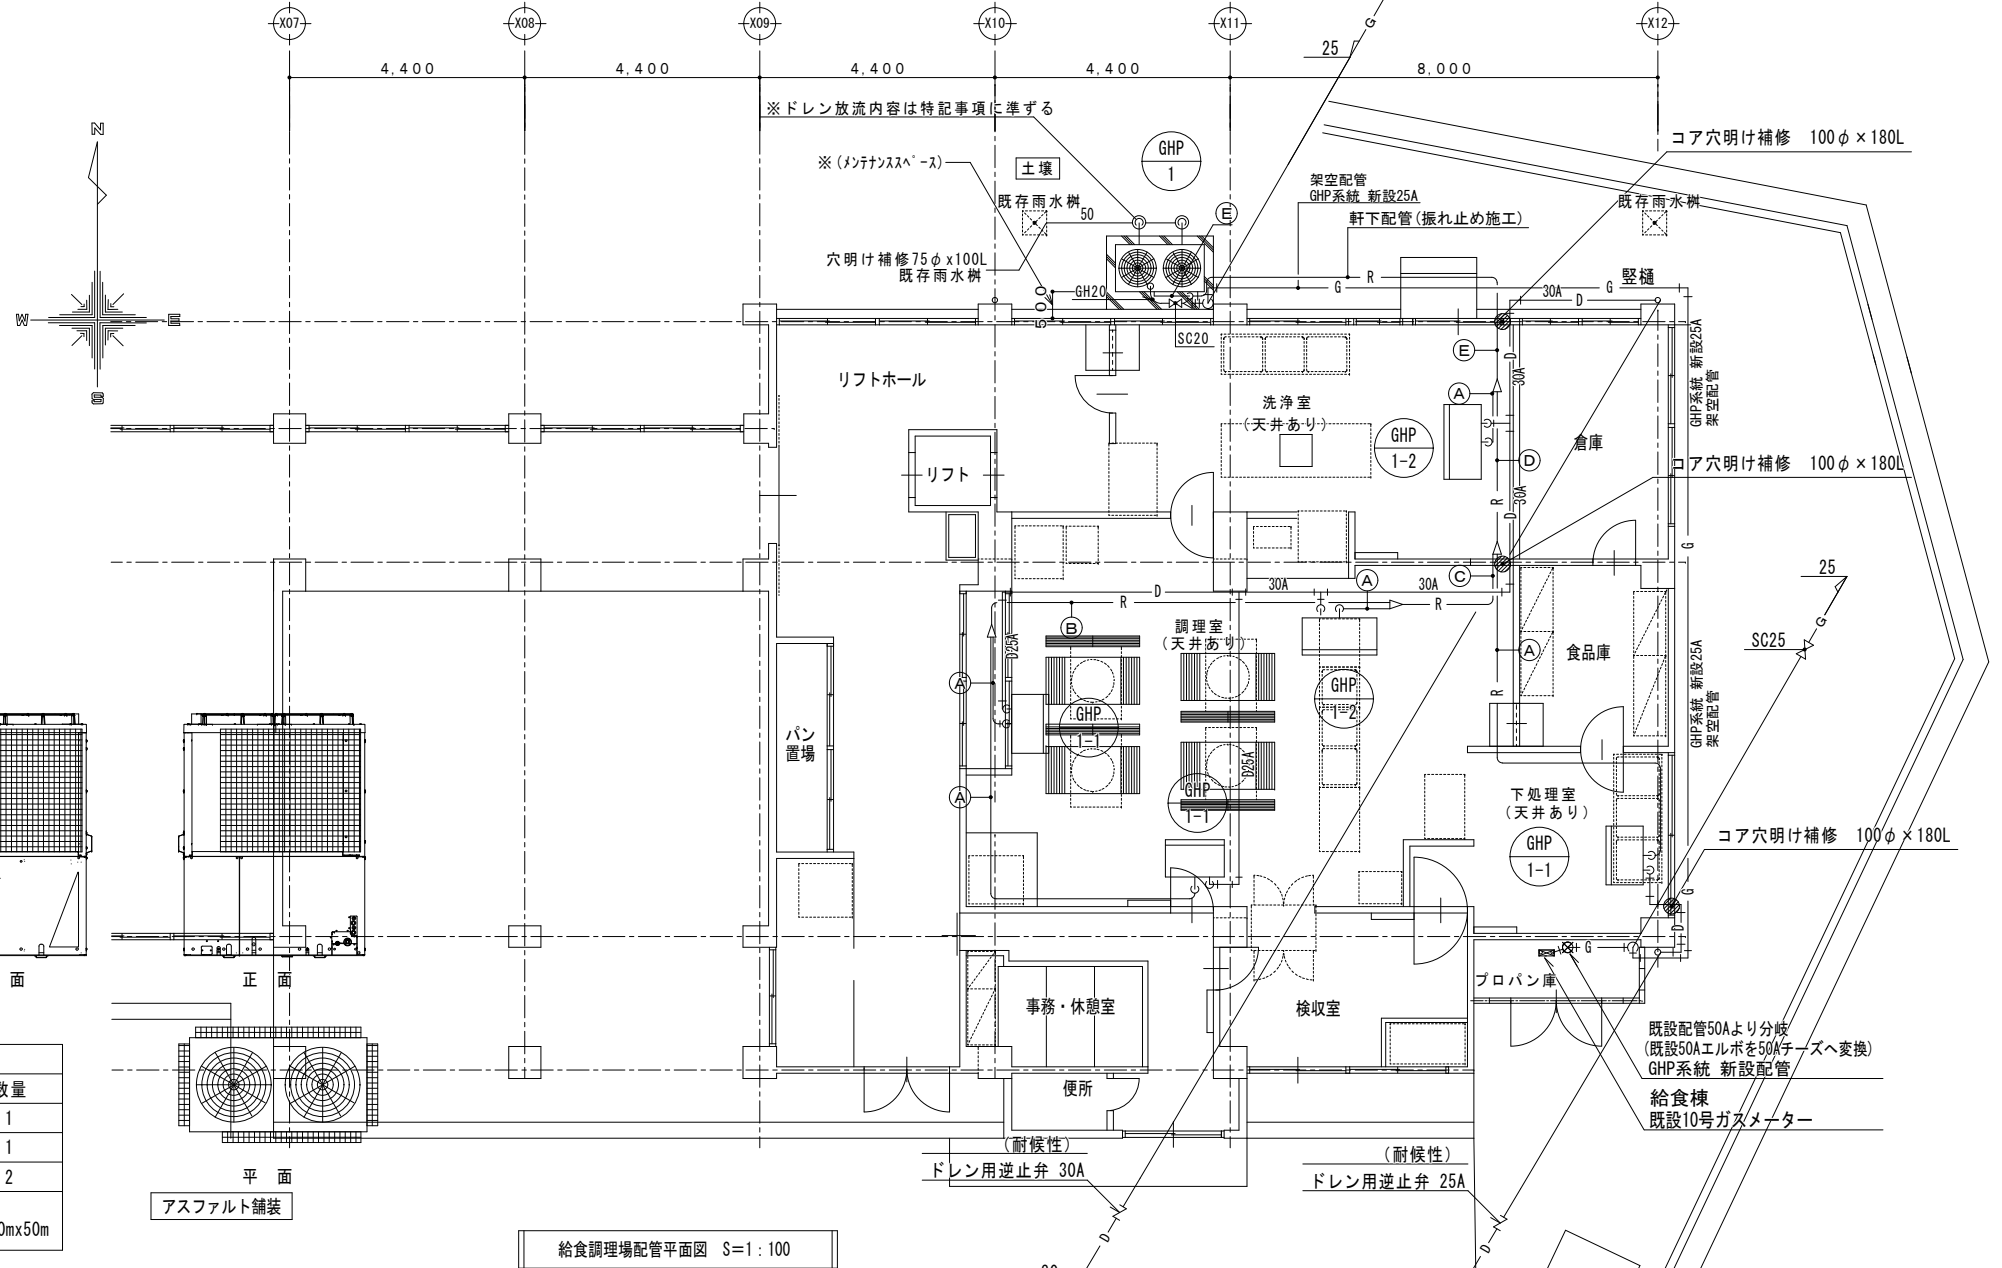 X07
X08
X09
X10
X11
X12
4,400
4,400
4,400
4,400
8,000
25
G
※ドレン放流内容は特記事項に準ずる
※(メンテナンススペース)
土壌
GHP
1
既存雨水桝
50
E
穴明け補修75φx100L
既存雨水桝
GH20
500
SC20
架空配管
GHP系統 新設25A
軒下配管(振れ止め施工)
コア穴明け補修 100φ×180L
既存雨水桝
竪樋
R
G
G
30A
D
N
W
E
S
リフトホール
リフト
洗浄室
(天井あり)
GHP
1-2
E
A
D
30A
D
30A
D
R
倉庫
GHP系統 新設25A
架空配管
コア穴明け補修 100φ×180L
G
C
A
30A
30A
D
R
R
B
D25A
調理室
(天井あり)
A
A
GHP
1-1
GHP
1-1
D25A
GHP
1-2
A
R
食品庫
GHP系統 新設25A
架空配管
25
G
SC25
パン
置場
下処理室
(天井あり)
GHP
1-1
コア穴明け補修 100φ×180L
G
D
G
プロパン庫
事務・休憩室
検収室
便所
既設配管50Aより分岐
(既設50Aエルボを50Aチーズへ変換)
GHP系統 新設配管
給食棟
既設10号ガスメーター
(耐候性)
ドレン用逆止弁 30A
D
(耐候性)
ドレン用逆止弁 25A
D
面
正 面
平 面
アスファルト舗装
数量
1
1
2
0mx50m
給食調理場配管平面図 S=1:100